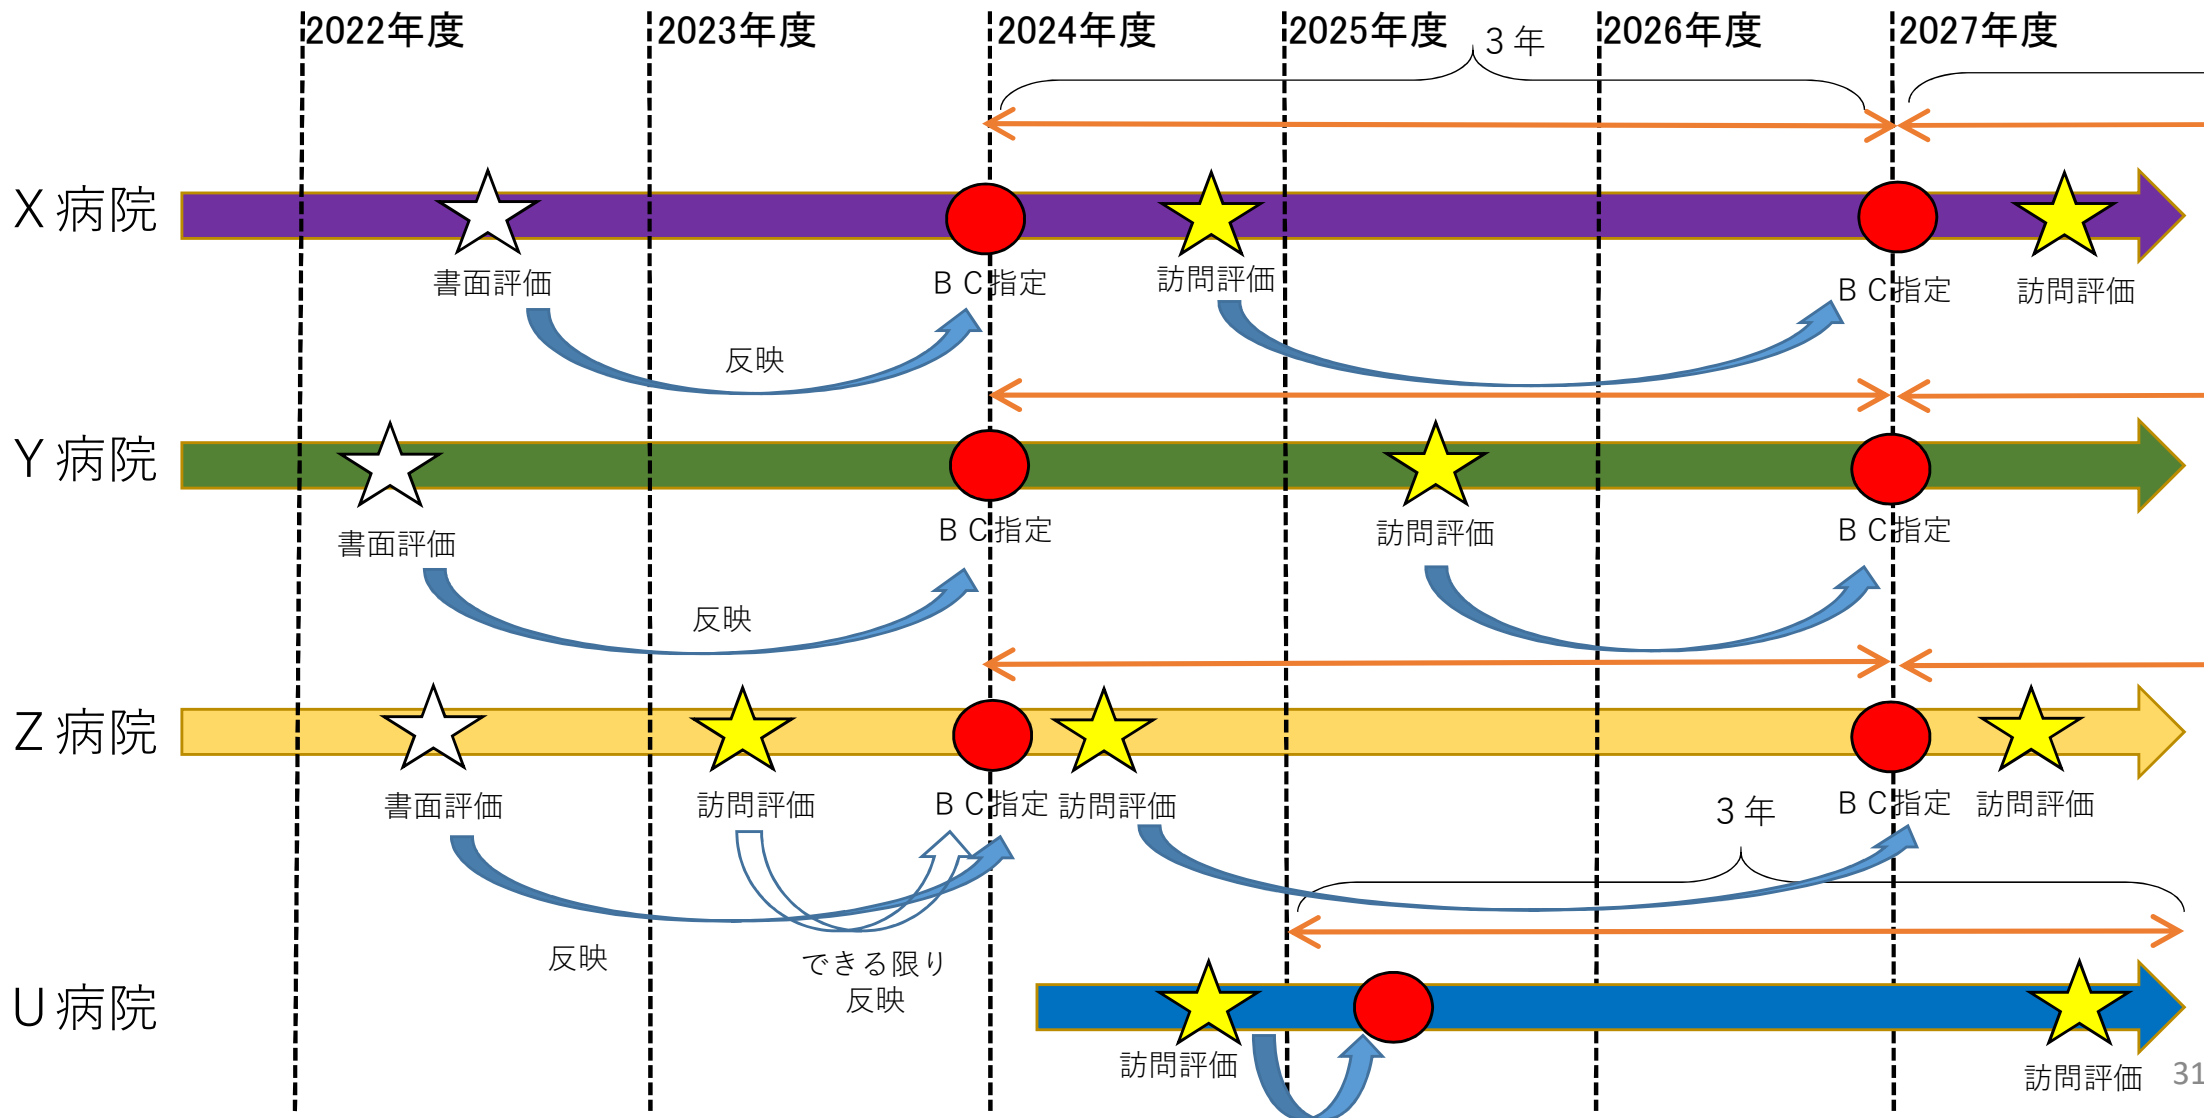 2022年度
2023年度
2024年度
2025年度
2026年度
2027年度
３年
Ｘ病院
書面評価
ＢＣ指定
訪問評価
ＢＣ指定
訪問評価
反映
Ｙ病院
書面評価
ＢＣ指定
訪問評価
ＢＣ指定
反映
Ｚ病院
書面評価
訪問評価
ＢＣ指定
訪問評価
ＢＣ指定
訪問評価
３年
反映
できる限り
反映
Ｕ病院
訪問評価
訪問評価
31